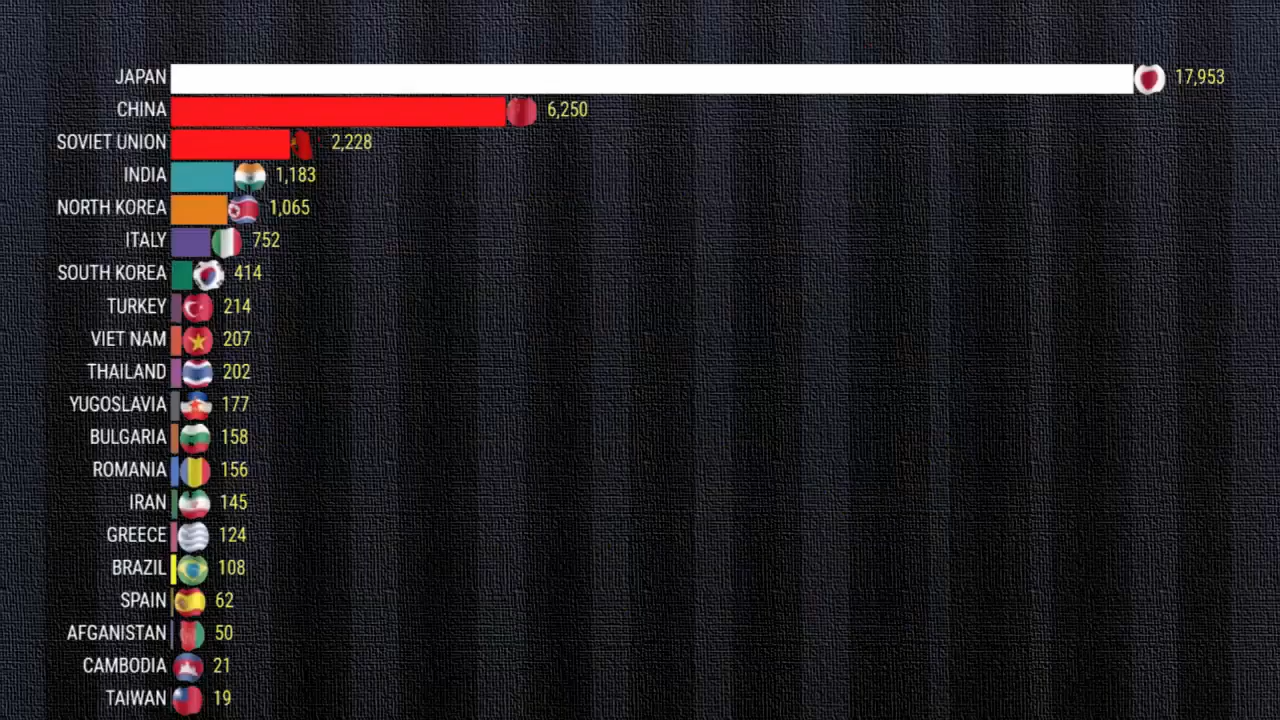 JAPAN 17,953
CHINA 6,250
SOVIET UNION 2,228
INDIA 1,183
NORTH KOREA 1,065
ITALY 752
SOUTH KOREA 414
TURKEY 214
VIET NAM 207
THAILAND 202
YUGOSLAVIA 177
BULGARIA 158
ROMANIA 156
IRAN 145
GREECE 124
BRAZIL 108
SPAIN 62
AFGANISTAN 50
CAMBODIA 21
TAIWAN 19